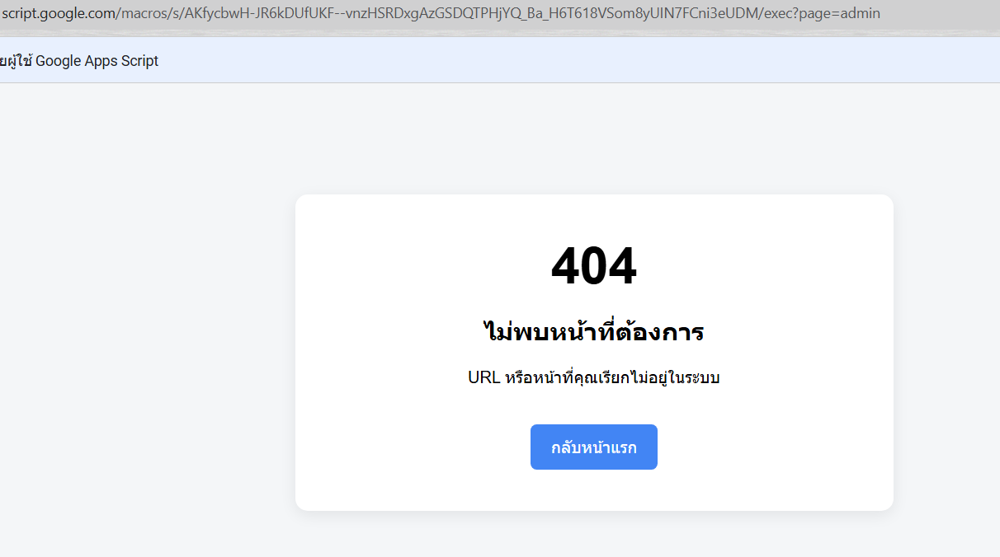 script.google.com/macros/s/AKfycbwH-JR6kDUfUKF--vnzHSRDxgAzGSDQTPHjYQ_Ba_H6T618VSom8yUIN7FCni3eUDM/exec?page=admin
ยผู้ใช้ Google Apps Script
404
ไม่พบหน้าที่ต้องการ
URL หรือหน้าที่คุณเรียกไม่อยู่ในระบบ
กลับหน้าแรก